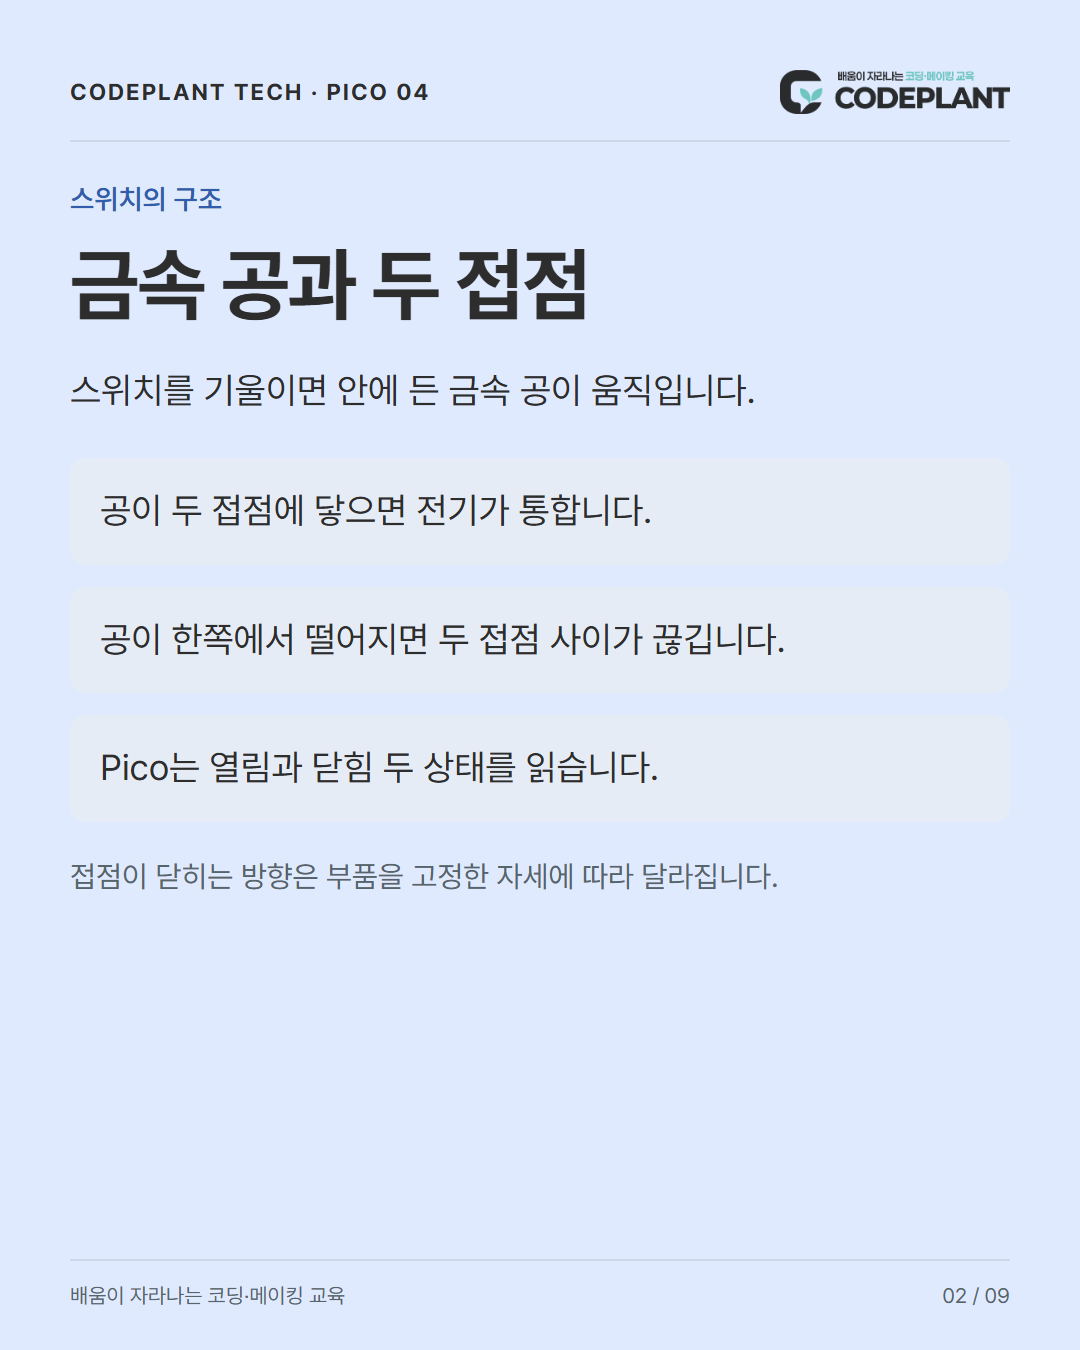 CODEPLANT TECH · PICO 04
배움이 자라나는 코딩·메이킹 교육
CODEPLANT
스위치의 구조
금속 공과 두 접점
스위치를 기울이면 안에 든 금속 공이 움직입니다.
공이 두 접점에 닿으면 전기가 통합니다.
공이 한쪽에서 떨어지면 두 접점 사이가 끊깁니다.
Pico는 열림과 닫힘 두 상태를 읽습니다.
접점이 닫히는 방향은 부품을 고정한 자세에 따라 달라집니다.
배움이 자라나는 코딩·메이킹 교육
02 / 09